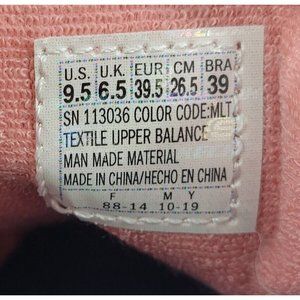 U.S. U.K. EUR CM BRA
9.5 6.5 39.5 26.5 39
SN 113036 COLOR CODE:MLT
TEXTILE UPPER BALANCE
MAN MADE MATERIAL
MADE IN CHINA/HECHO EN CHINA
F M Y
88-14 10-19